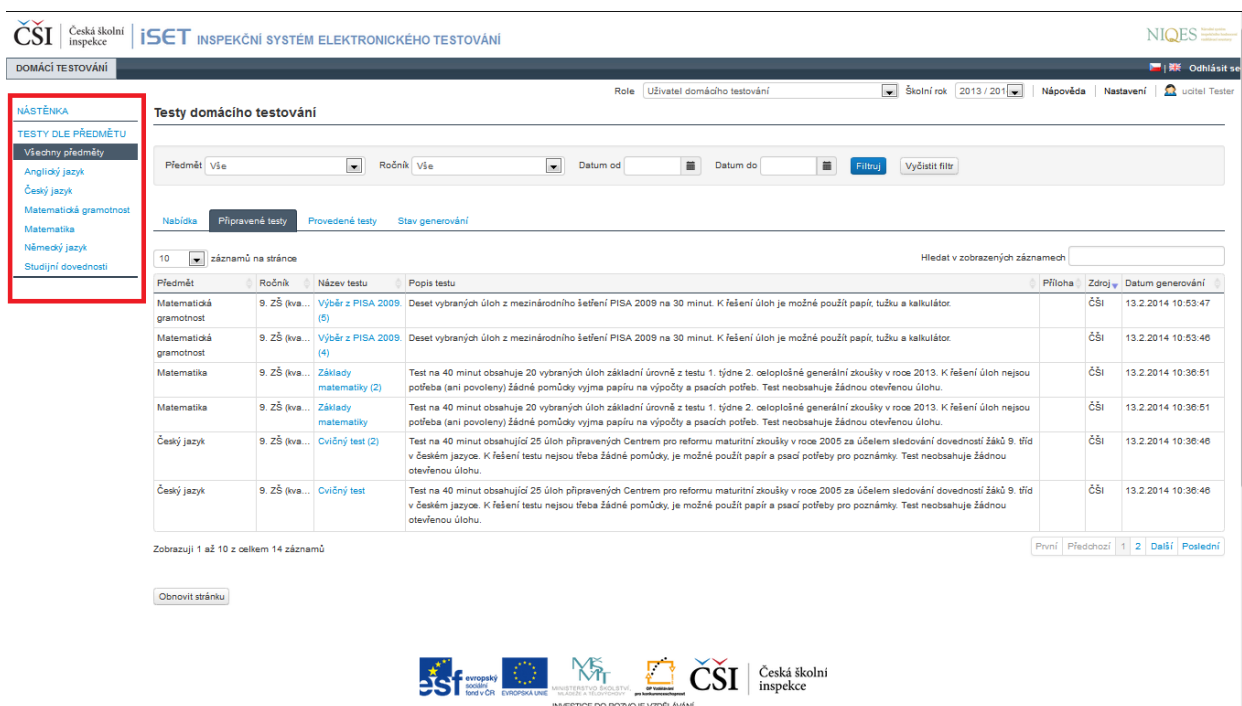 ČŠI Česká školní inspekce iSET INSPEKČNÍ SYSTÉM ELEKTRONICKÉHO TESTOVÁNÍ NIQES
DOMÁCÍ TESTOVÁNÍ Odhlásit se
Role Uživatel domácího testování Školní rok 2013 / 201 Nápověda Nastavení ucitel Tester
NÁSTĚNKA
TESTY DLE PŘEDMĚTU
Všechny předměty
Anglický jazyk
Český jazyk
Matematická gramotnost
Matematika
Německý jazyk
Studijní dovednosti
Testy domácího testování
Předmět Vše Ročník Vše Datum od Datum do Filtruj Vyčistit filtr
Nabídka Připravené testy Provedené testy Stav generování
10 záznamů na stránce Hledat v zobrazených záznamech
Předmět Ročník Název testu Popis testu Příloha Zdroj Datum generování
Matematická 9. ZŠ (kva... Výběr z PISA 2009. Deset vybraných úloh z mezinárodního šetření PISA 2009 na 30 minut. K řešení úloh je možné použít papír, tužku a kalkulátor. ČŠI 13.2.2014 10:53:47
gramotnost (5)
Matematická 9. ZŠ (kva... Výběr z PISA 2009. Deset vybraných úloh z mezinárodního šetření PISA 2009 na 30 minut. K řešení úloh je možné použít papír, tužku a kalkulátor. ČŠI 13.2.2014 10:53:46
gramotnost (4)
Matematika 9. ZŠ (kva... Základy Test na 40 minut obsahuje 20 vybraných úloh základní úrovně z testu 1. týdne 2. celoplošné generální zkoušky v roce 2013. K řešení úloh nejsou ČŠI 13.2.2014 10:36:51
matematiky (2) potřeba (ani povoleny) žádné pomůcky vyjma papíru na výpočty a psacích potřeb. Test neobsahuje žádnou otevřenou úlohu.
Matematika 9. ZŠ (kva... Základy Test na 40 minut obsahuje 20 vybraných úloh základní úrovně z testu 1. týdne 2. celoplošné generální zkoušky v roce 2013. K řešení úloh nejsou ČŠI 13.2.2014 10:36:51
matematiky potřeba (ani povoleny) žádné pomůcky vyjma papíru na výpočty a psacích potřeb. Test neobsahuje žádnou otevřenou úlohu.
Český jazyk 9. ZŠ (kva... Cvičný test (2) Test na 40 minut obsahující 25 úloh připravených Centrem pro reformu maturitní zkoušky v roce 2005 za účelem sledování dovedností žáků 9. tříd ČŠI 13.2.2014 10:36:46
v českém jazyce. K řešení testu nejsou třeba žádné pomůcky, je možné použít papír a psací potřeby pro poznámky. Test neobsahuje žádnou
otevřenou úlohu.
Český jazyk 9. ZŠ (kva... Cvičný test Test na 40 minut obsahující 25 úloh připravených Centrem pro reformu maturitní zkoušky v roce 2005 za účelem sledování dovedností žáků 9. tříd ČŠI 13.2.2014 10:36:46
v českém jazyce. K řešení testu nejsou třeba žádné pomůcky, je možné použít papír a psací potřeby pro poznámky. Test neobsahuje žádnou
otevřenou úlohu.
Zobrazuji 1 až 10 z celkem 14 záznamů První Předchozí 1 2 Další Poslední
Obnovit stránku
esf evropský sociální fond v ČR EVROPSKÁ UNIE MŠMT MINISTERSTVO ŠKOLSTVÍ, MLÁDEŽE A TĚLOVÝCHOVY OP Vzdělávání pro konkurenceschopnost ČŠI Česká školní inspekce
INVESTICE DO ROZVOJE VZDĚLÁVÁNÍ